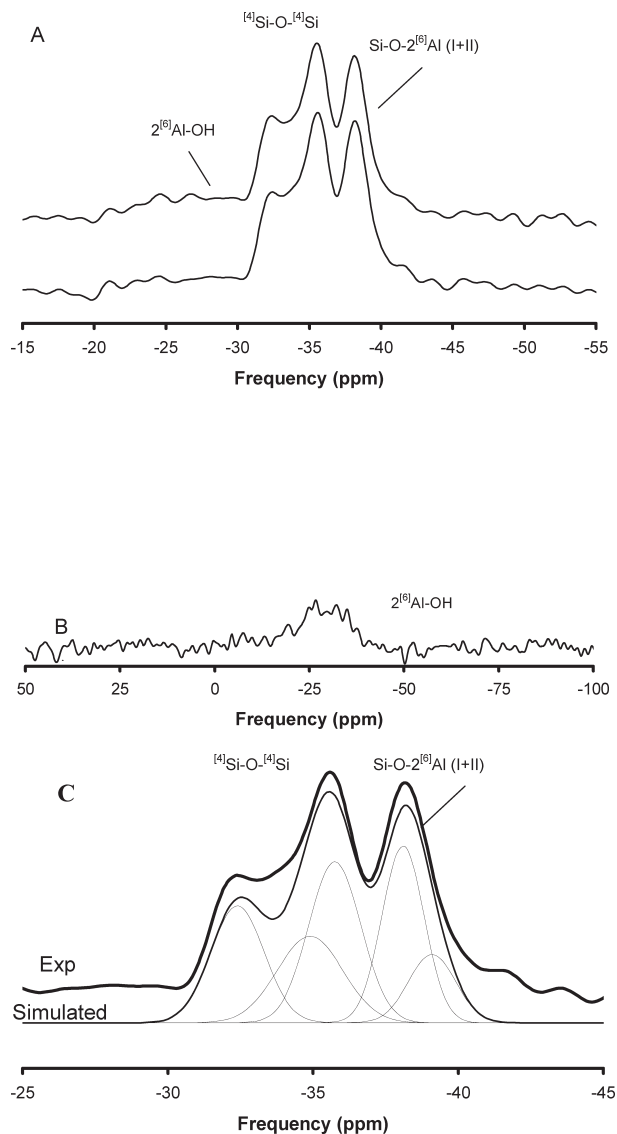 A
[4]Si-O-[4]Si
Si-O-2[6]Al (I+II)
2[6]Al-OH
-15 -20 -25 -30 -35 -40 -45 -50 -55
Frequency (ppm)
B
2[6]Al-OH
50 25 0 -25 -50 -75 -100
Frequency (ppm)
[4]Si-O-[4]Si Si-O-2[6]Al (I+II)
C
Exp
Simulated
-25 -30 -35 -40 -45
Frequency (ppm)